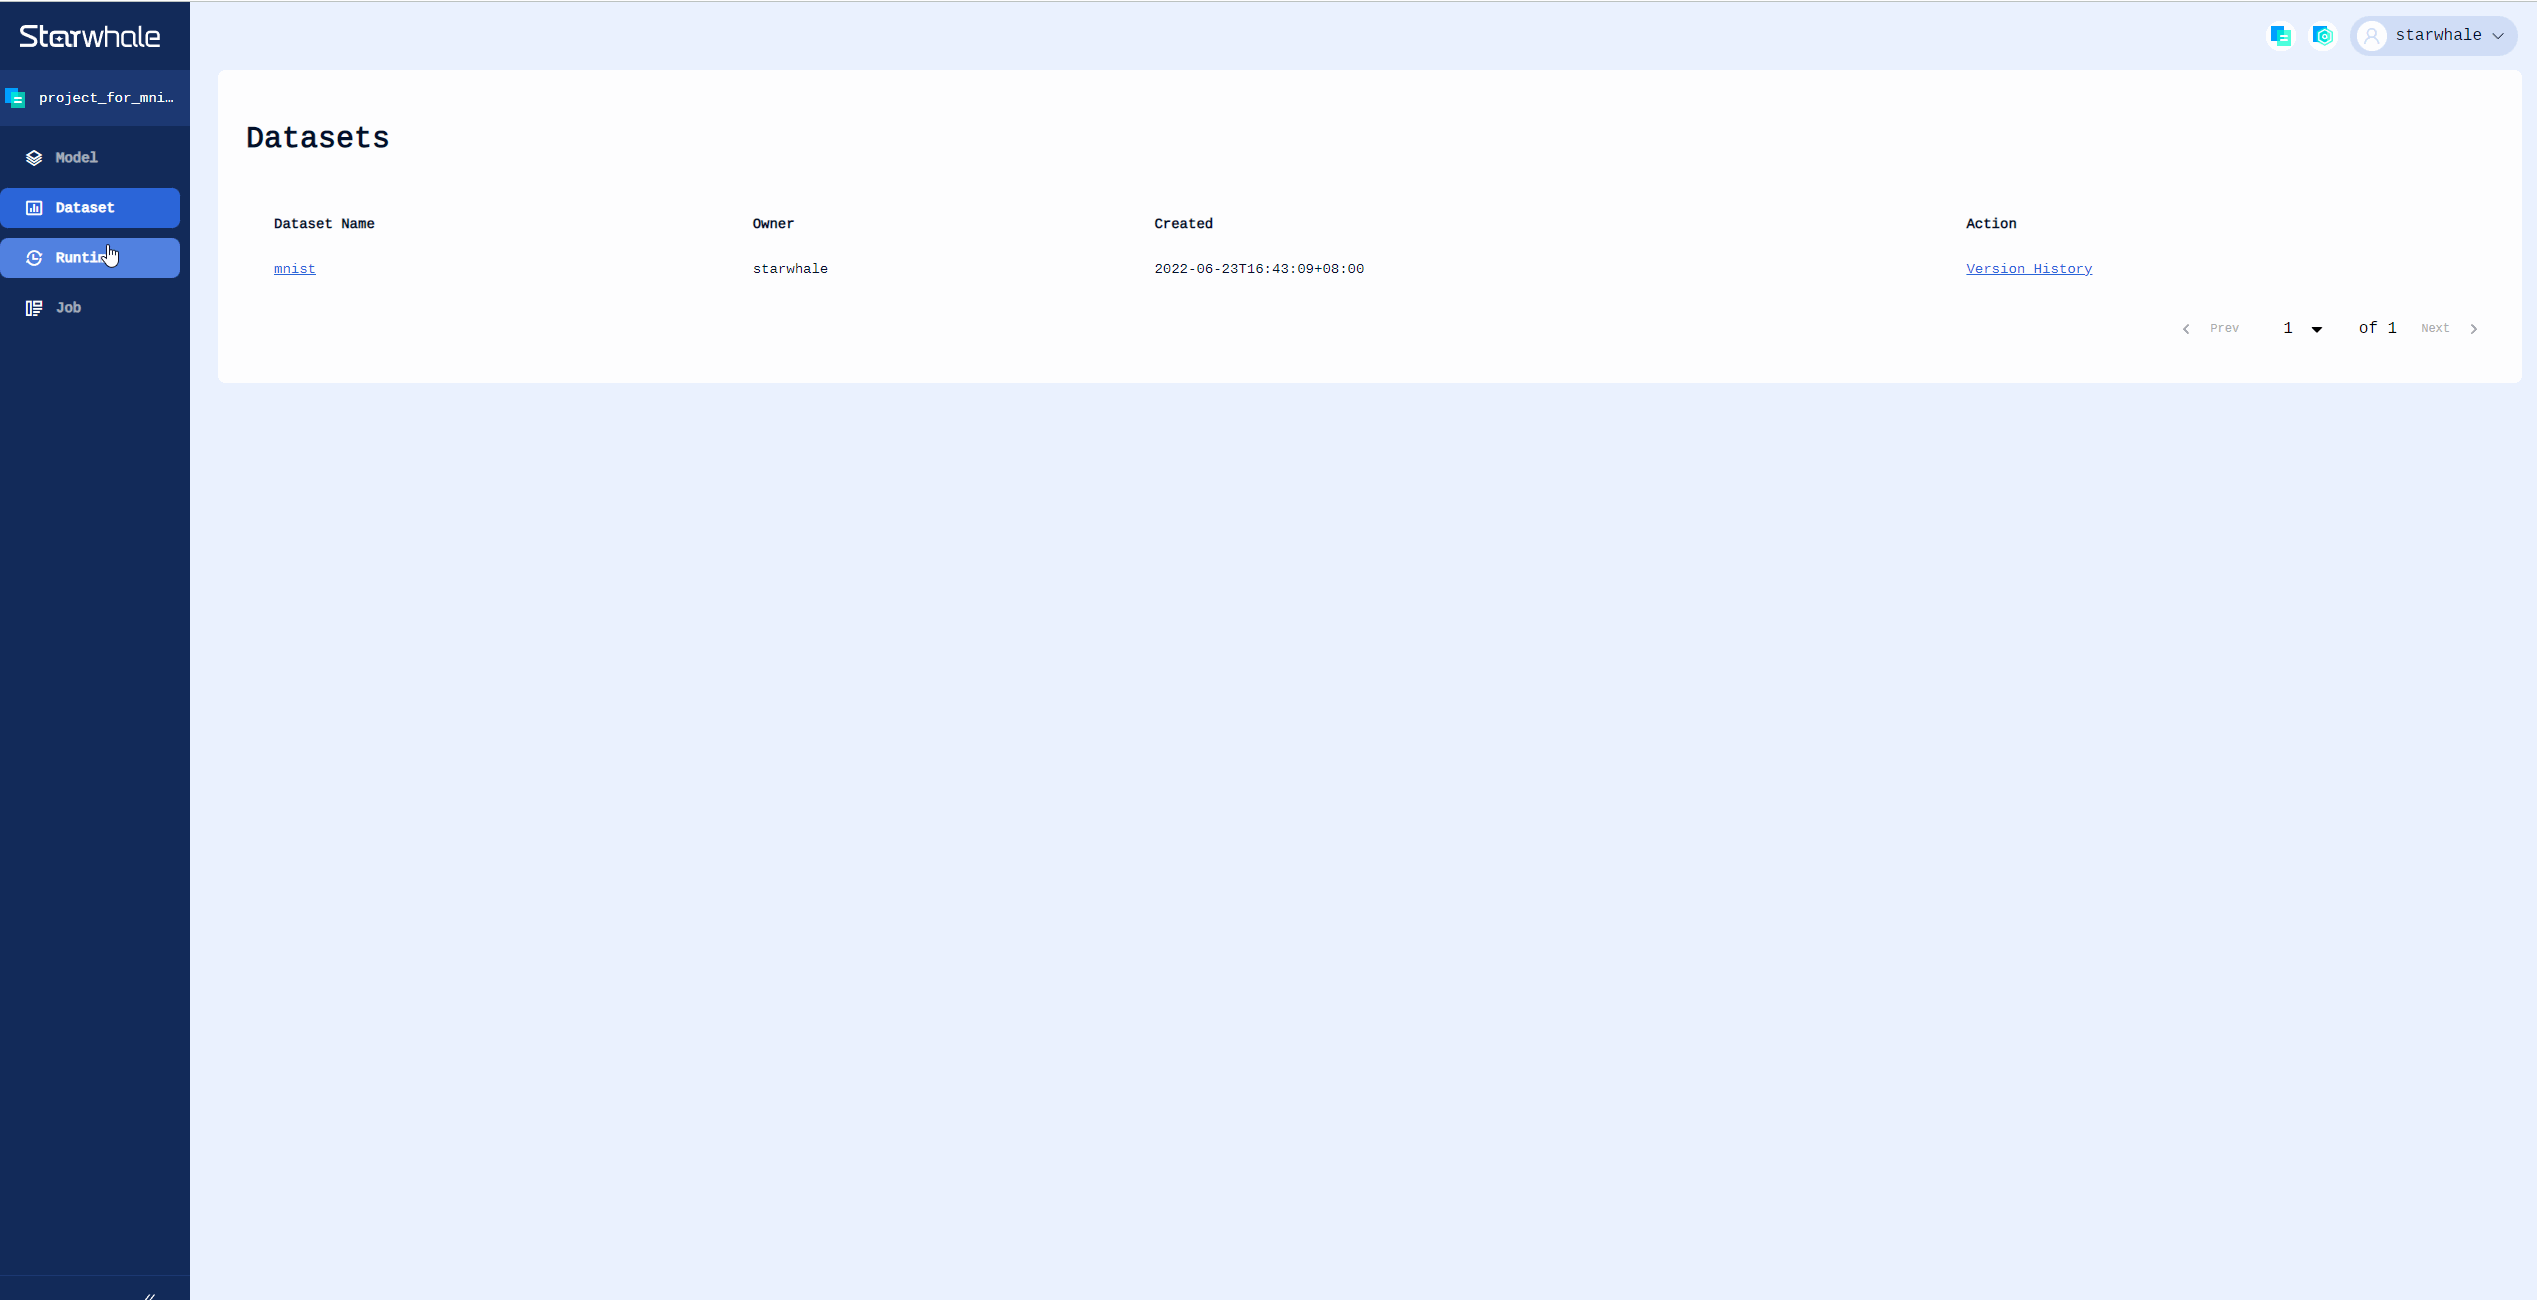 Starwhale
starwhale
project_for_mni…
Model
Dataset
Job
Datasets
Dataset Name Owner Created Action
mnist starwhale 2022-06-23T16:43:09+08:00 Version History
Prev 1 of 1 Next